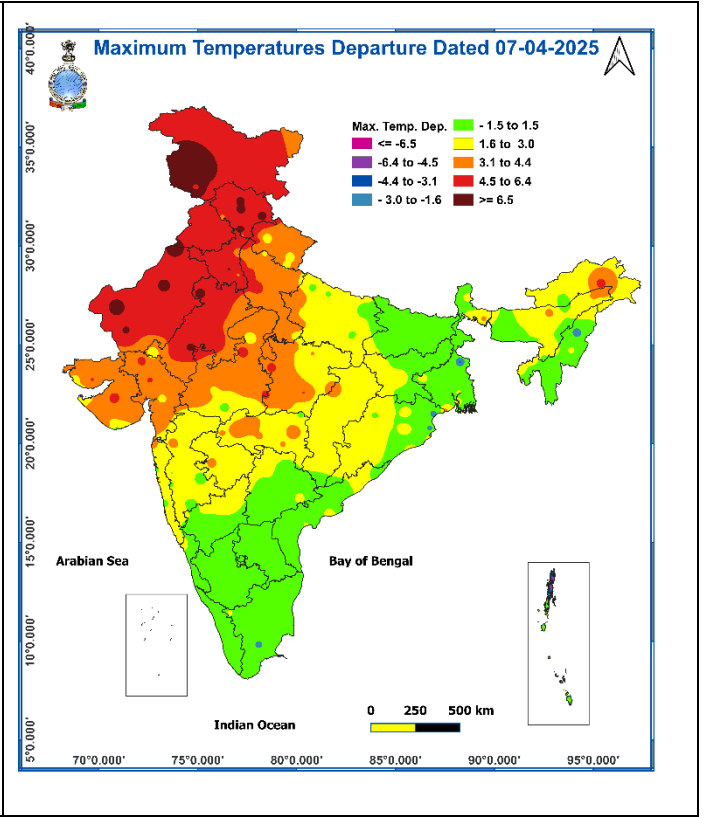 Maximum Temperatures Departure Dated 07-04-2025
Max. Temp. Dep.
<= -6.5
-6.4 to -4.5
-4.4 to -3.1
- 3.0 to -1.6
- 1.5 to 1.5
1.6 to 3.0
3.1 to 4.4
4.5 to 6.4
>= 6.5
40°0.000'
35°0.000'
30°0.000'
25°0.000'
20°0.000'
15°0.000'
10°0.000'
5°0.000'
Arabian Sea
Bay of Bengal
Indian Ocean
0 250 500 km
70°0.000' 75°0.000' 80°0.000' 85°0.000' 90°0.000' 95°0.000'